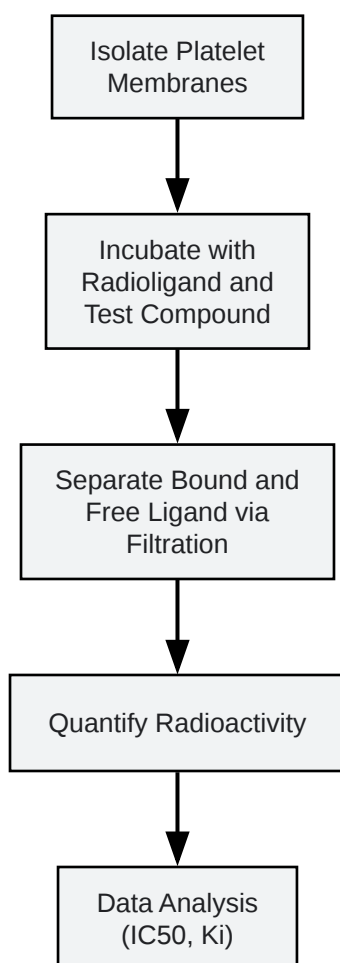 Isolate Platelet
Membranes
Incubate with
Radioligand and
Test Compound
Separate Bound and
Free Ligand via
Filtration
Quantify Radioactivity
Data Analysis
(IC50, Ki)